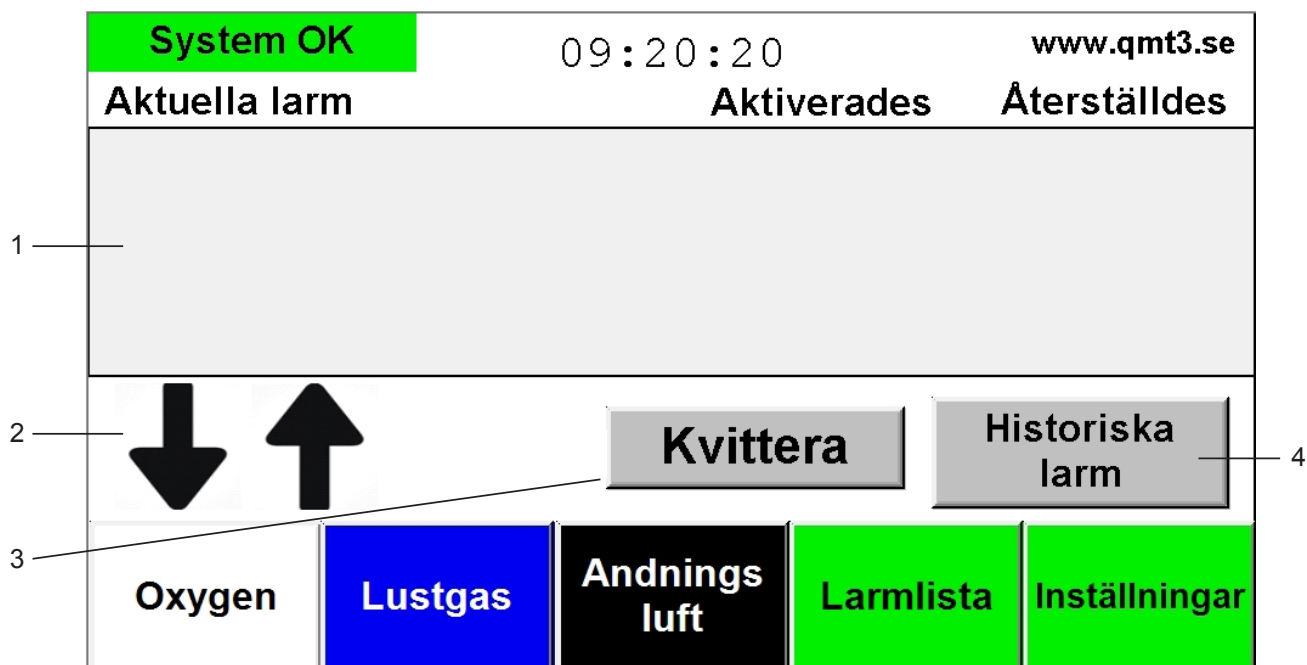 System OK
09:20:20
www.qmt3.se
Aktuella larm
Aktiverades
Återställdes
1
2
Kvittera
Historiska
larm
4
3
Oxygen
Lustgas
Andnings
luft
Larmlista
Inställningar